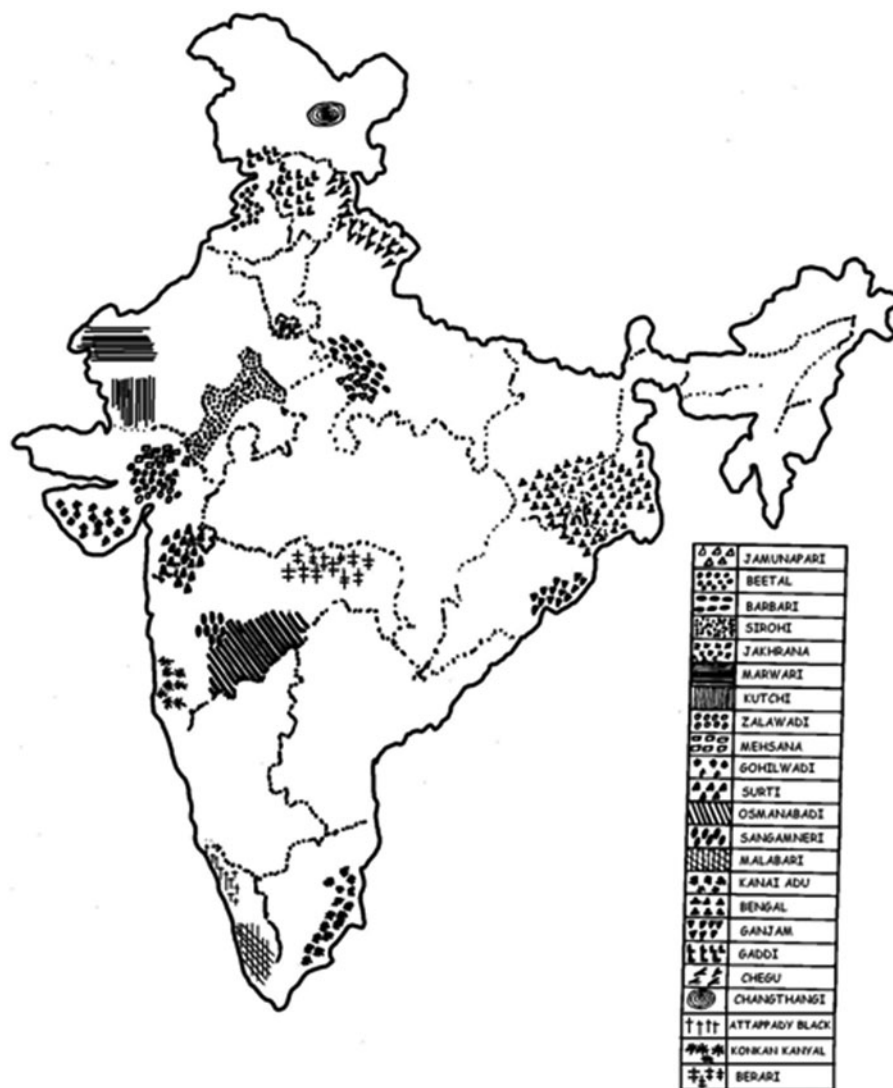 JAMUNAPARI
BEETAL
BARBARI
SIROHI
JAKHRANA
MARWARI
KUTCHI
ZALAWADI
MEHSANA
GOHILWADI
SURTI
OSMANABADI
SANGAMNERI
MALABARI
KANAI ADU
BENGAL
GANJAM
GADDI
CHEGU
CHANGTHANGI
ATTAPPADY BLACK
KONKAN KANYAL
BERARI